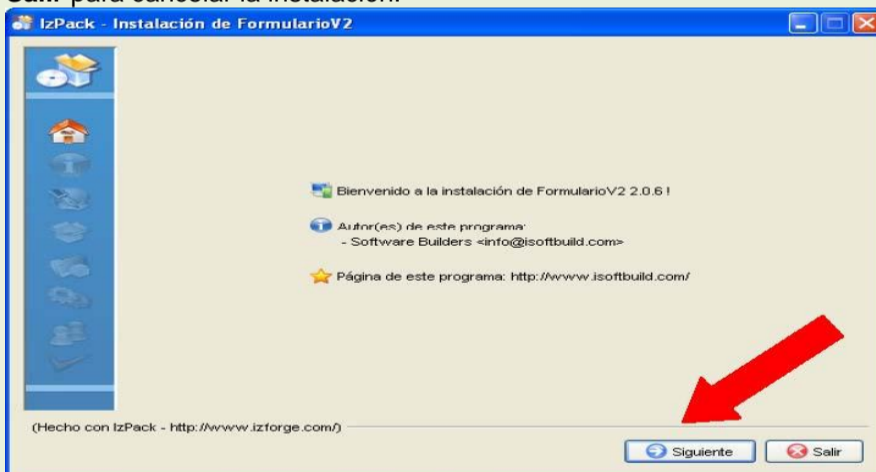 Salir para cancelar la instalación.
IzPack - Instalación de FormularioV2
Bienvenido a la instalación de FormularioV2 2.0.6 !
Autor(es) de este programa:
- Software Builders <info@isoftbuild.com>
Página de este programa: http://www.isoftbuild.com/
(Hecho con IzPack - http://www.izforge.com/)
Siguiente
Salir